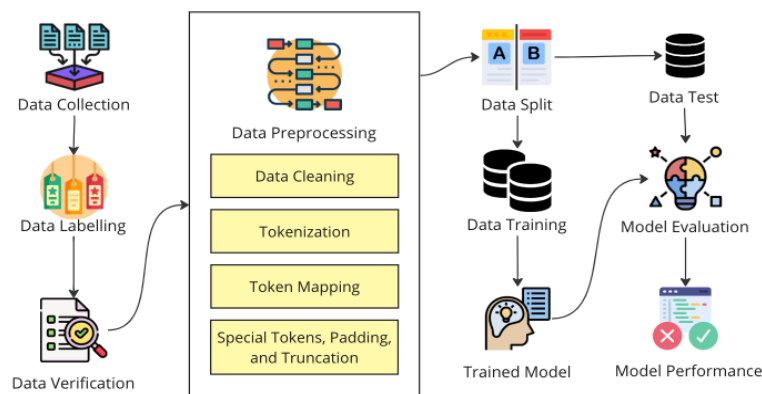 Data Collection
Data Labelling
Data Verification
Data Preprocessing
Data Cleaning
Tokenization
Token Mapping
Special Tokens, Padding,
and Truncation
A B
Data Split
Data Training
Trained Model
Data Test
Model Evaluation
Model Performance